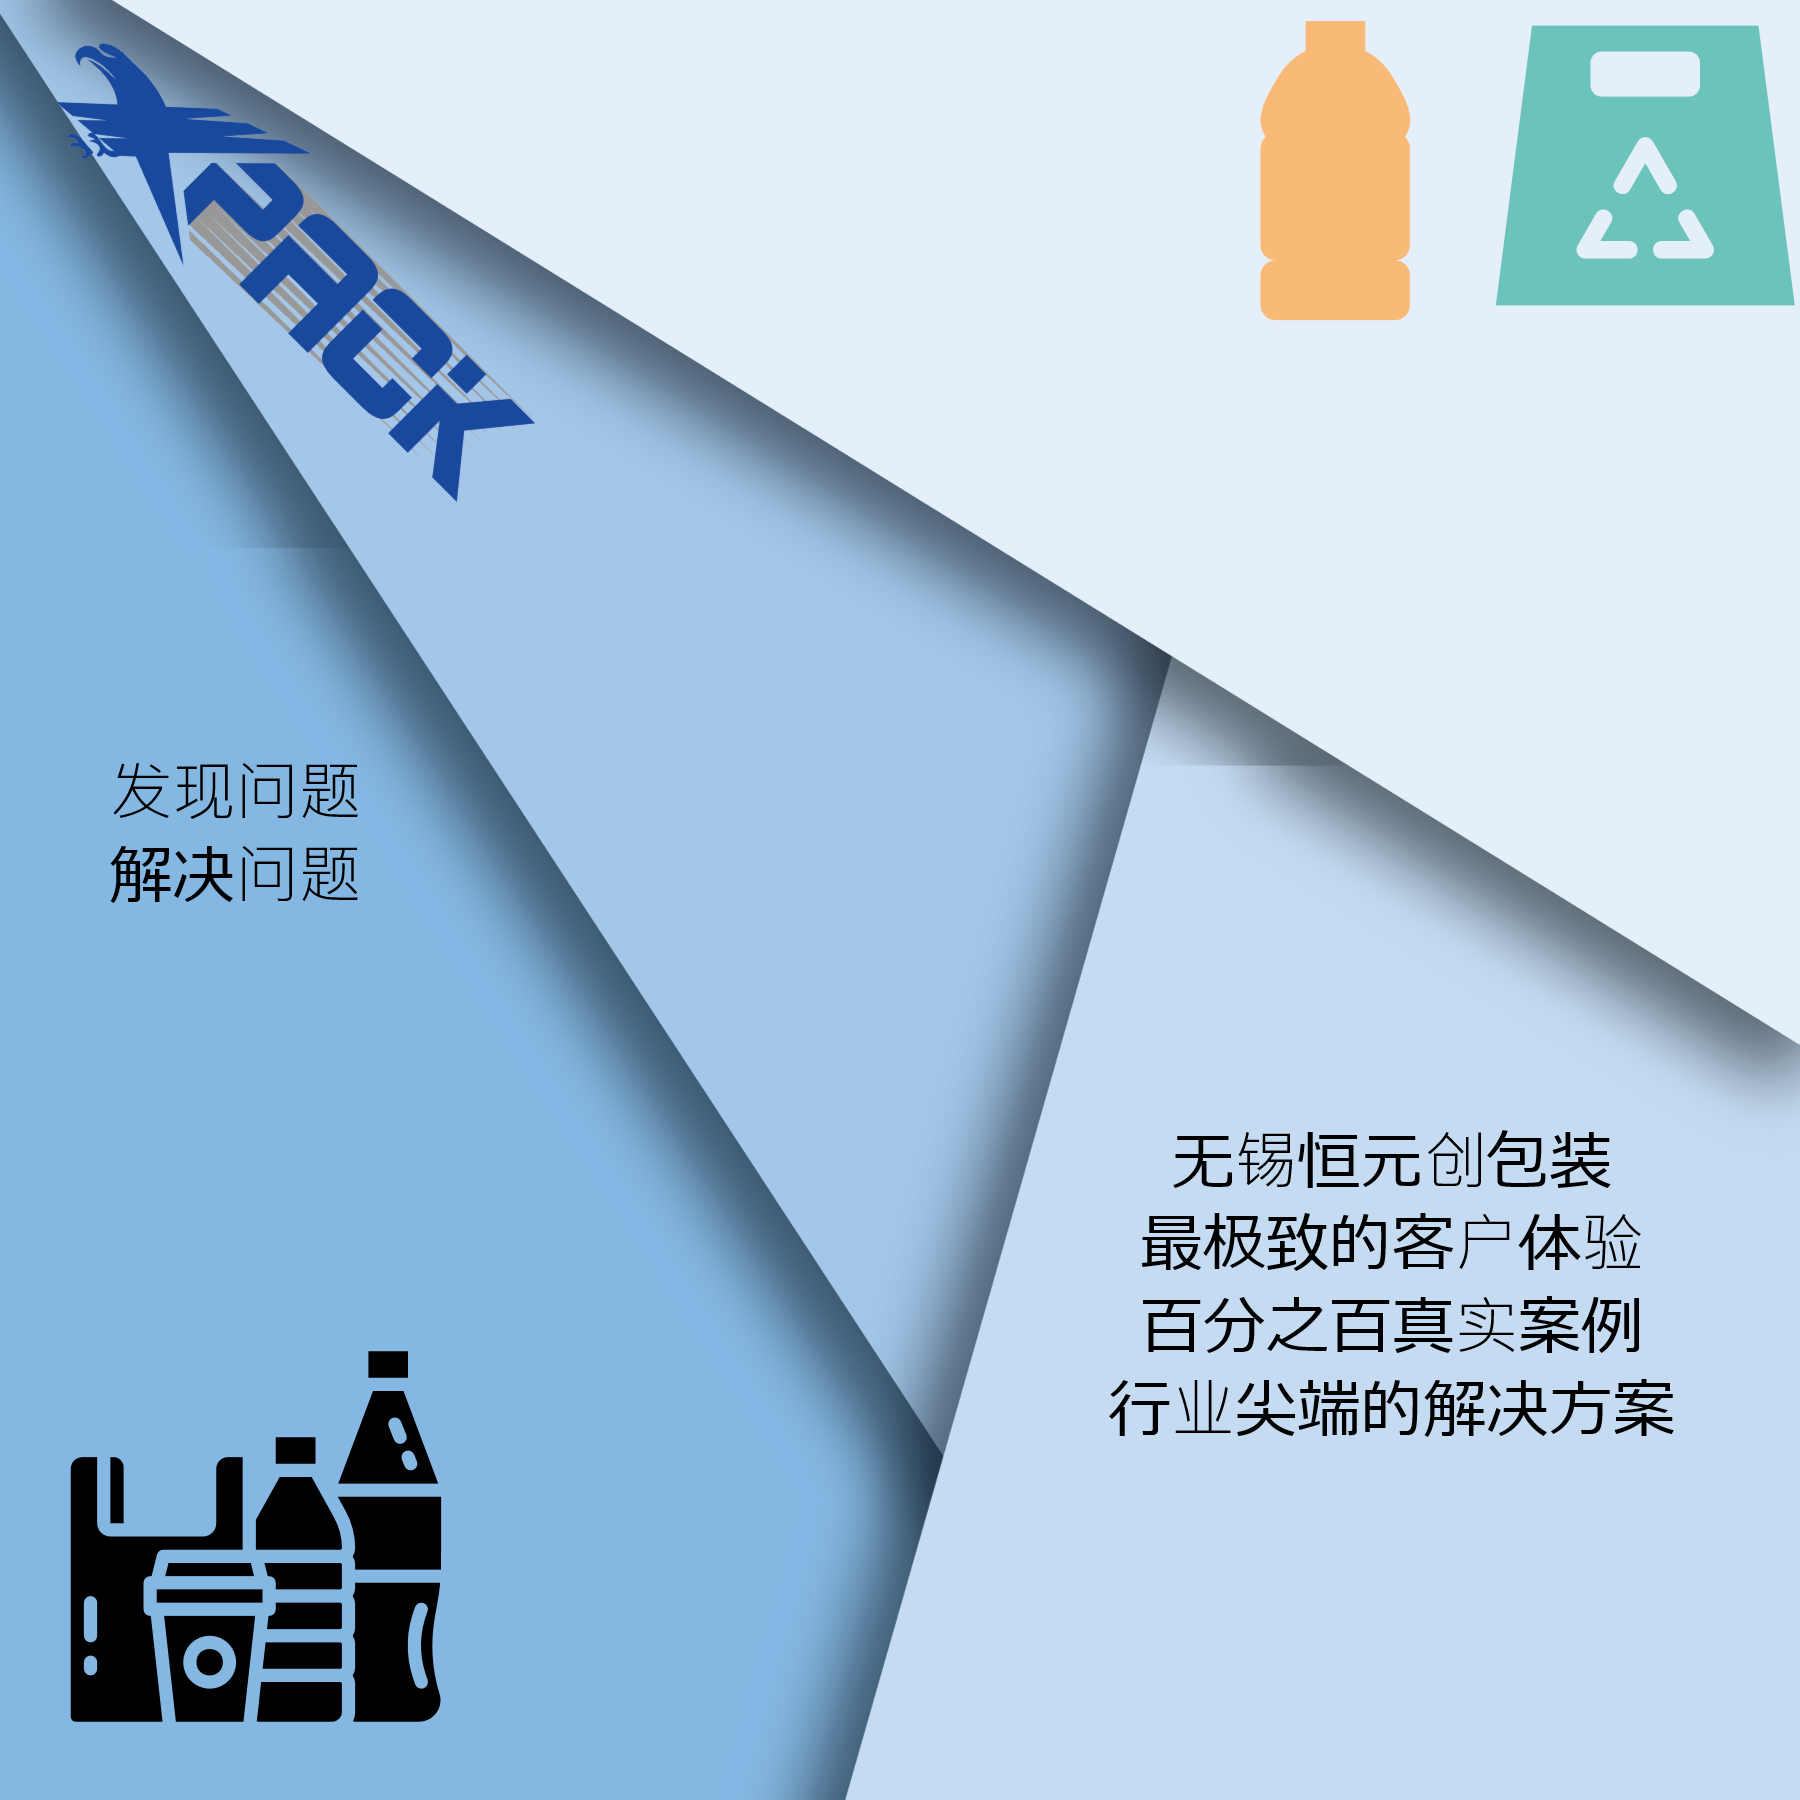 XPACK
发现问题
解决问题
无锡恒元创包装
最极致的客户体验
百分之百真实案例
行业尖端的解决方案